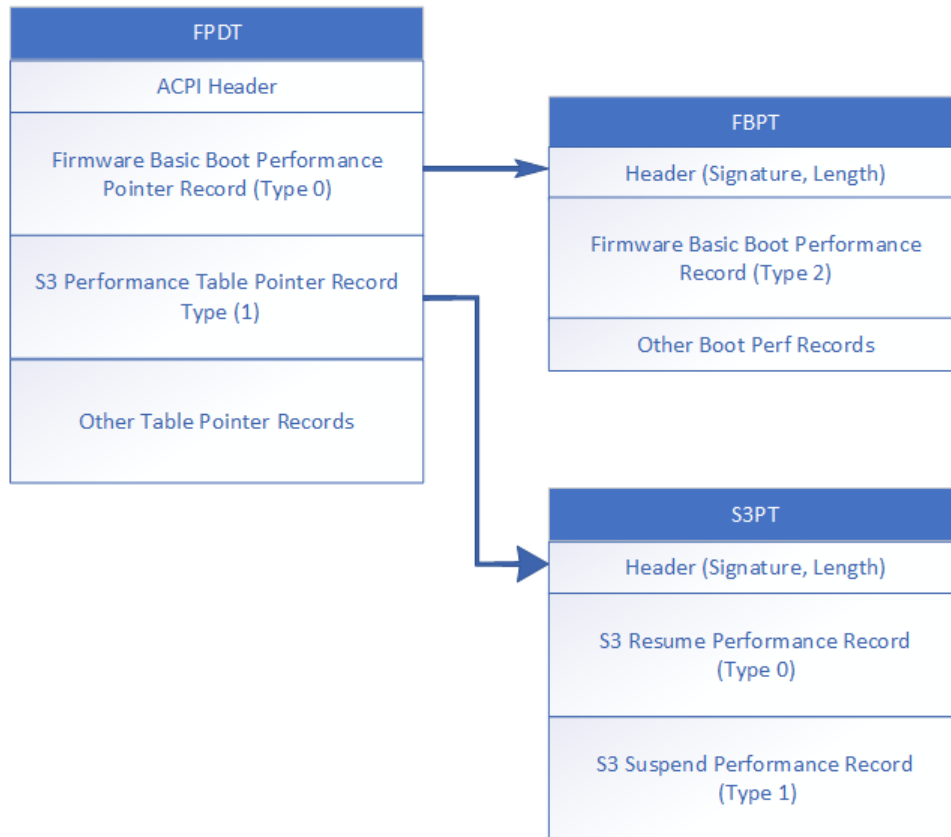 FPDT
ACPI Header
Firmware Basic Boot Performance
Pointer Record (Type 0)
S3 Performance Table Pointer Record
Type (1)
Other Table Pointer Records
FBPT
Header (Signature, Length)
Firmware Basic Boot Performance
Record (Type 2)
Other Boot Perf Records
S3PT
Header (Signature, Length)
S3 Resume Performance Record
(Type 0)
S3 Suspend Performance Record
(Type 1)